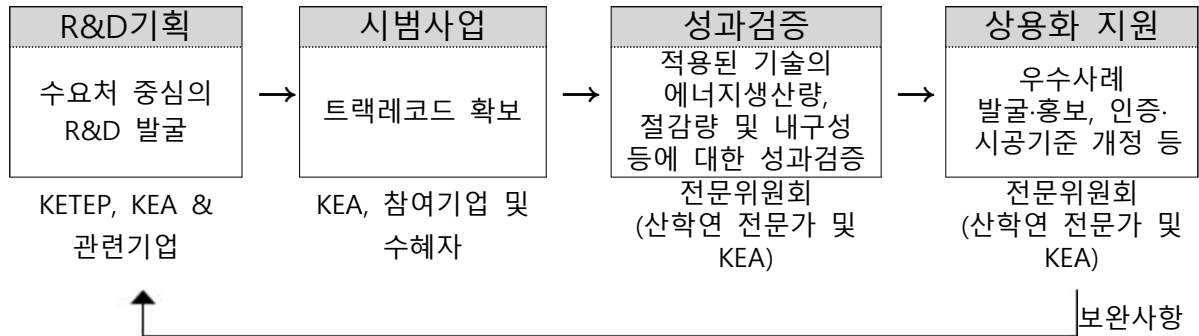 R&D기획
수요처 중심의
R&D 발굴
KETEP, KEA &
관련기업
→
시범사업
트랙레코드 확보
KEA, 참여기업 및
수혜자
→
성과검증
적용된 기술의
에너지생산량,
절감량 및 내구성
등에 대한 성과검증
전문위원회
(산학연 전문가 및
KEA)
→
상용화 지원
우수사례
발굴·홍보, 인증·
시공기준 개정 등
전문위원회
(산학연 전문가 및
KEA)
보완사항